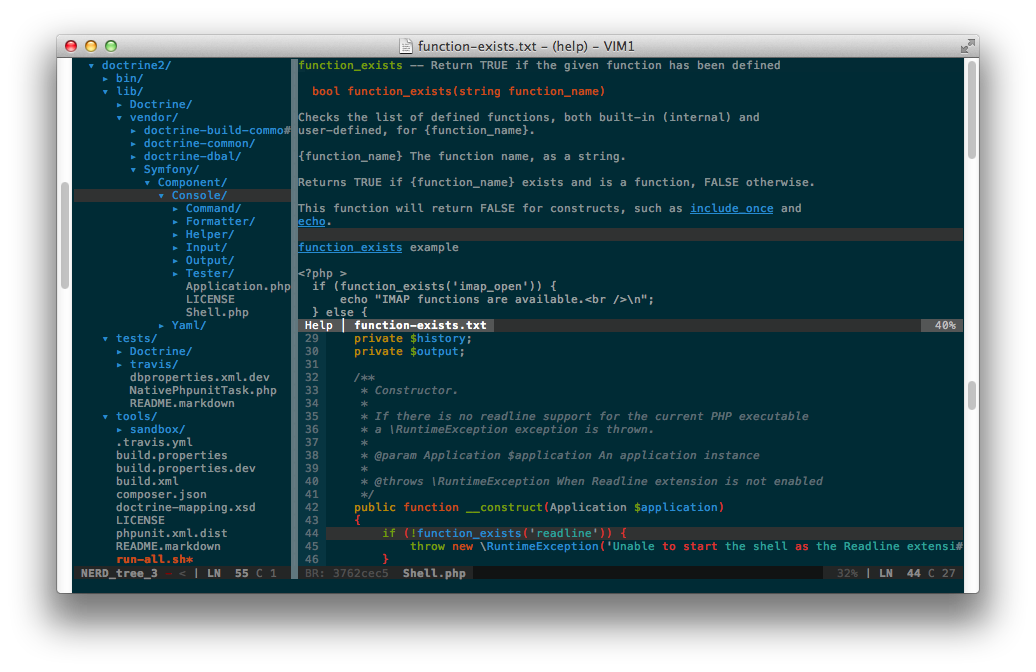 function-exists.txt – (help) – VIM1
▾ doctrine2/
▸ bin/
▾ lib/
▸ Doctrine/
▾ vendor/
▸ doctrine-build-commo#
▸ doctrine-common/
▸ doctrine-dbal/
▾ Symfony/
▾ Component/
▾ Console/
▸ Command/
▸ Formatter/
▸ Helper/
▸ Input/
▸ Output/
▸ Tester/
Application.php
LICENSE
Shell.php
▸ Yaml/
▾ tests/
▸ Doctrine/
▸ travis/
dbproperties.xml.dev
NativePhpunitTask.php
README.markdown
▾ tools/
▸ sandbox/
.travis.yml
build.properties
build.properties.dev
build.xml
composer.json
doctrine-mapping.xsd
LICENSE
phpunit.xml.dist
README.markdown
run-all.sh*
NERD_tree_3 < | LN 55 C 1
function_exists -- Return TRUE if the given function has been defined
bool function_exists(string function_name)
Checks the list of defined functions, both built-in (internal) and
user-defined, for {function_name}.
{function_name} The function name, as a string.
Returns TRUE if {function_name} exists and is a function, FALSE otherwise.
This function will return FALSE for constructs, such as include_once and
echo.
function_exists example
<?php >
if (function_exists('imap_open')) {
echo "IMAP functions are available.<br />\n";
} else {
Help | function-exists.txt 40%
29 private $history;
30 private $output;
31
32 /**
33 * Constructor.
34 *
35 * If there is no readline support for the current PHP executable
36 * a \RuntimeException exception is thrown.
37 *
38 * @param Application $application An application instance
39 *
40 * @throws \RuntimeException When Readline extension is not enabled
41 */
42 public function __construct(Application $application)
43 {
44 if (!function_exists('readline')) {
45 throw new \RuntimeException('Unable to start the shell as the Readline extensi#
46 }
BR: 3762cec5 Shell.php 32% | LN 44 C 27